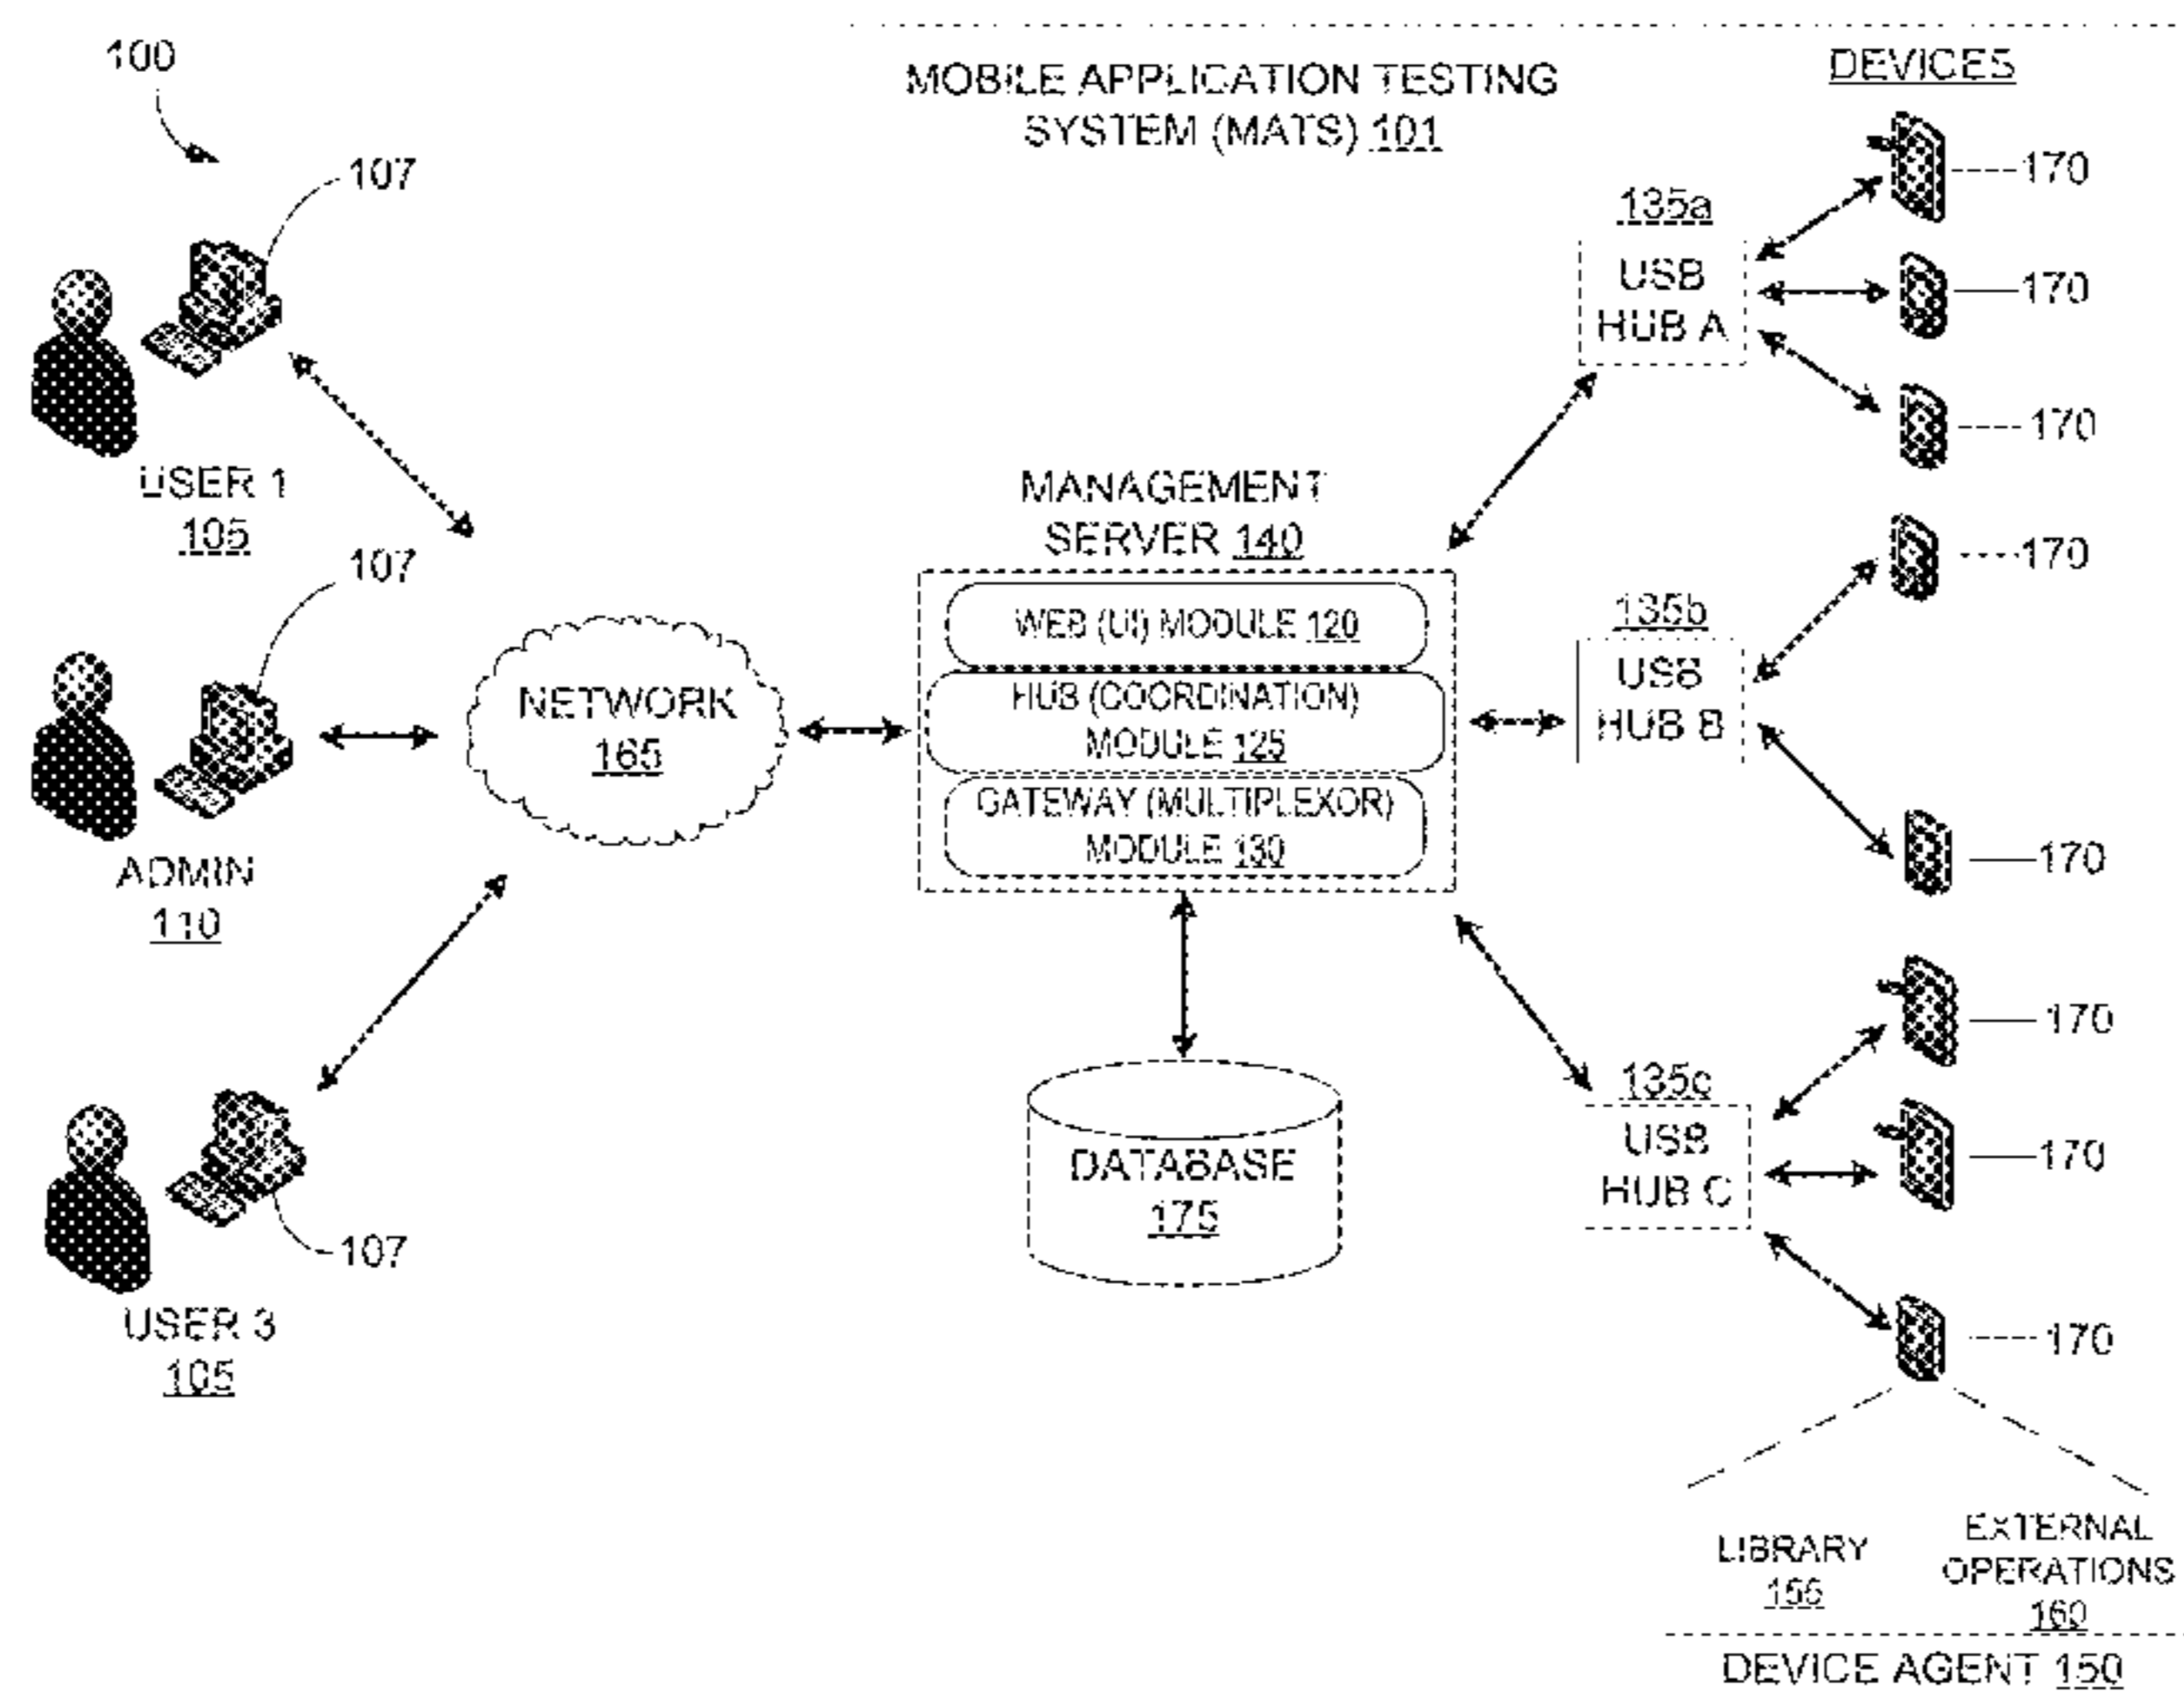 100
107
USER 1
105
107
ADMIN
110
107
USER 3
105
NETWORK
165
MOBILE APPLICATION TESTING
SYSTEM (MATS) 101
MANAGEMENT
SERVER 140
WEB (UI) MODULE 120
HUB (COORDINATION)
MODULE 125
GATEWAY (MULTIPLEXOR)
MODULE 130
DATABASE
175
135a
USB
HUB A
135b
USB
HUB B
135c
USB
HUB C
DEVICES
170
170
170
170
170
170
170
170
LIBRARY
155
EXTERNAL
OPERATIONS
160
DEVICE AGENT 150